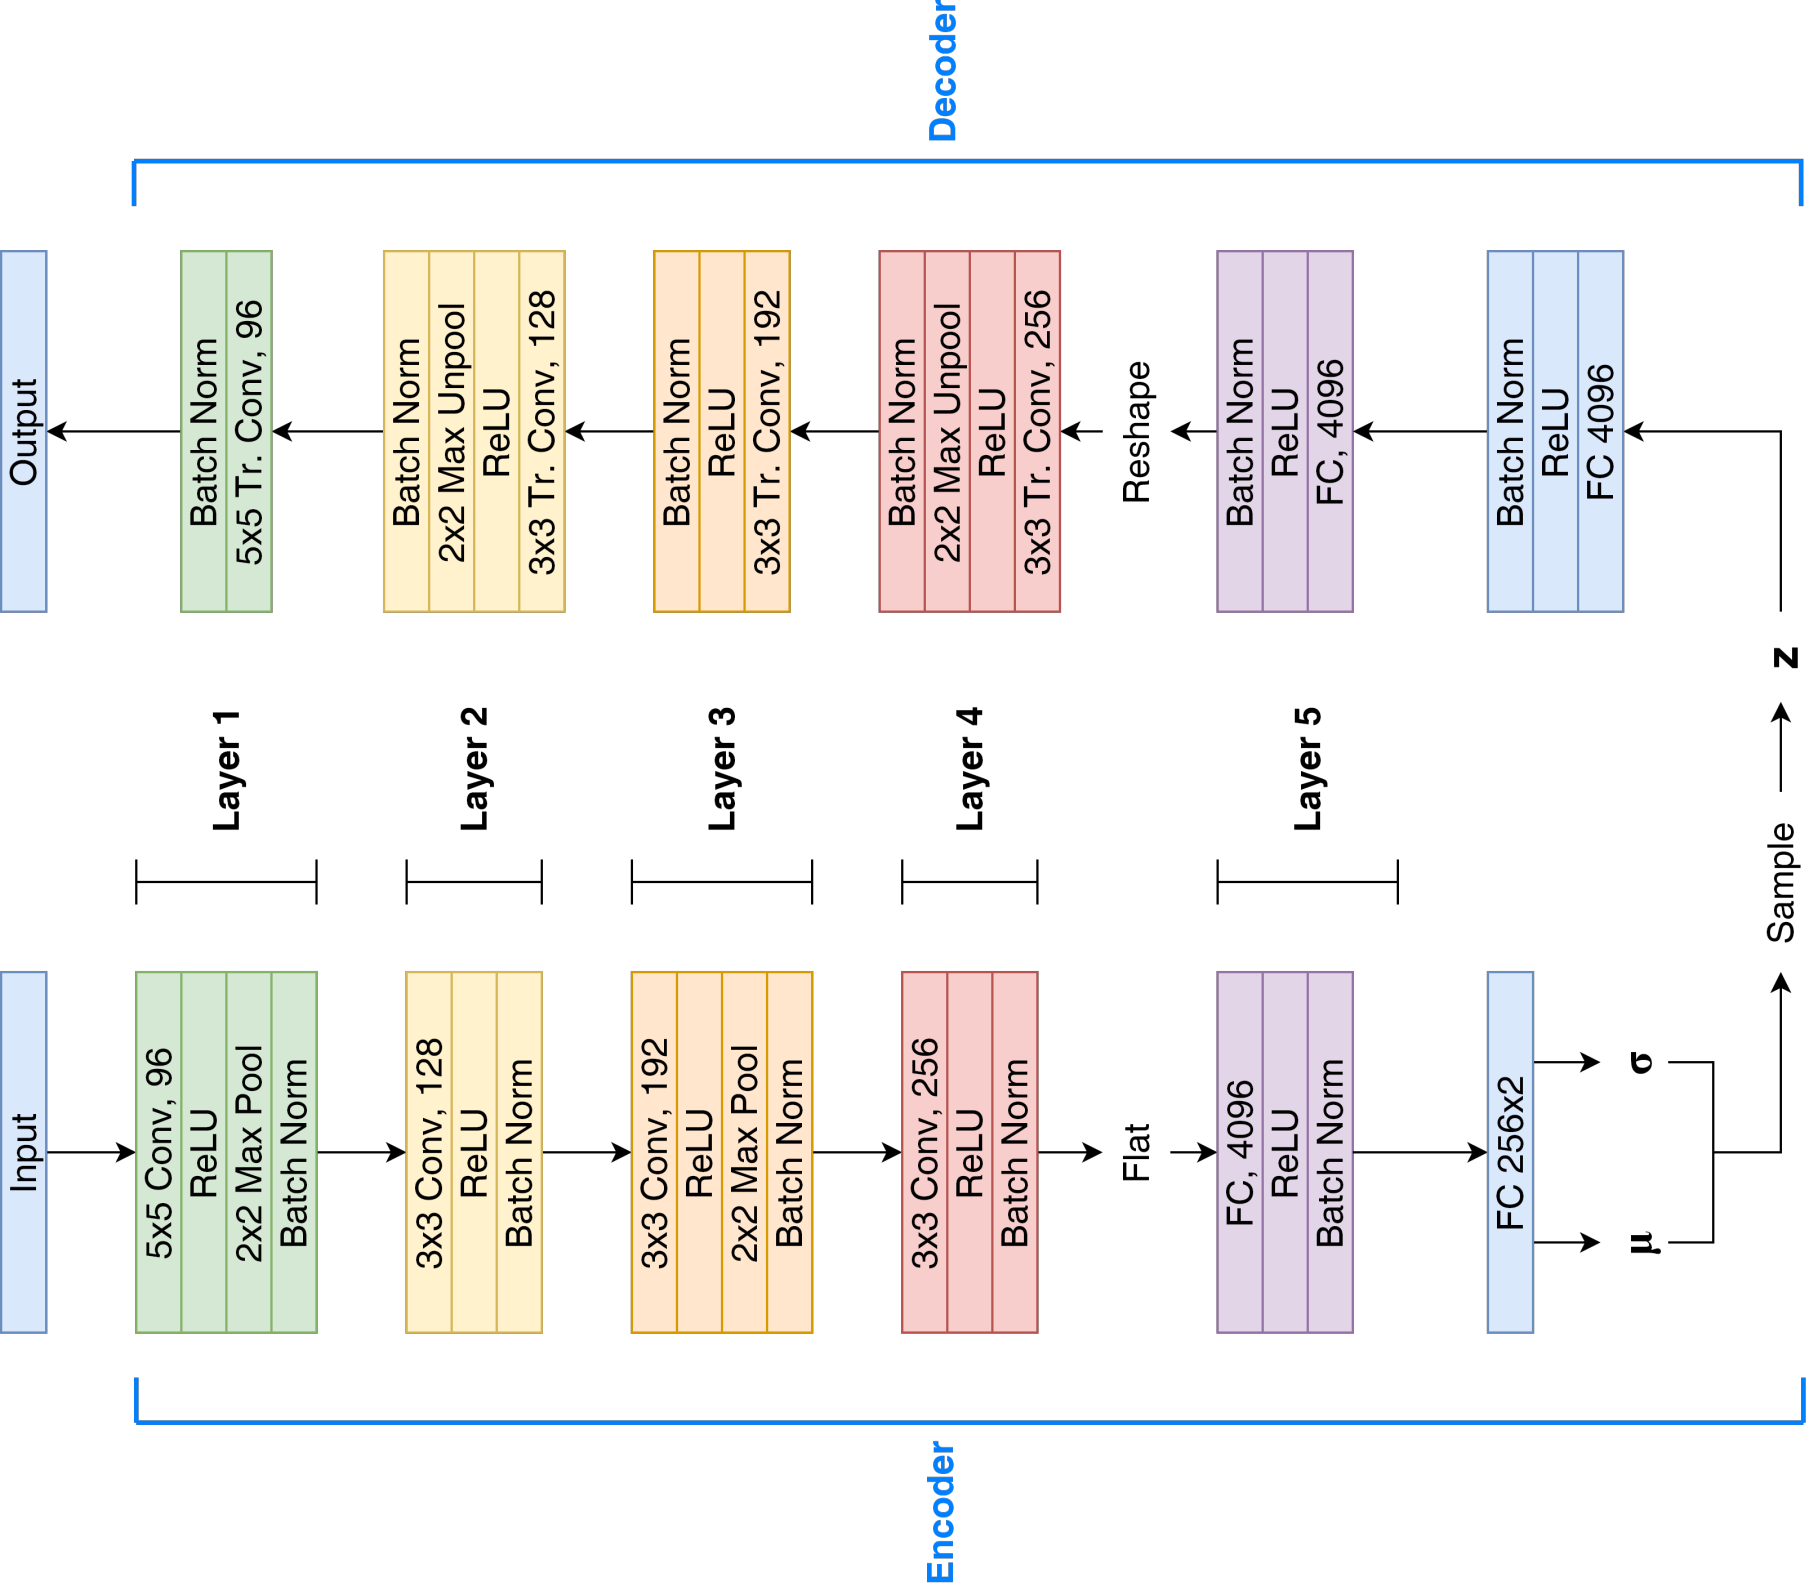 Encoder
Input
5x5 Conv, 96
ReLU
2x2 Max Pool
Batch Norm
3x3 Conv, 128
ReLU
Batch Norm
3x3 Conv, 192
ReLU
2x2 Max Pool
Batch Norm
3x3 Conv, 256
ReLU
Batch Norm
Flat
FC, 4096
ReLU
Batch Norm
FC 256x2
μ
σ
Layer 1
Layer 2
Layer 3
Layer 4
Layer 5
Sample
z
Output
Batch Norm
5x5 Tr. Conv, 96
Batch Norm
2x2 Max Unpool
ReLU
3x3 Tr. Conv, 128
Batch Norm
ReLU
3x3 Tr. Conv, 192
Batch Norm
2x2 Max Unpool
ReLU
3x3 Tr. Conv, 256
Reshape
Batch Norm
ReLU
FC, 4096
Batch Norm
ReLU
FC 4096
Decoder